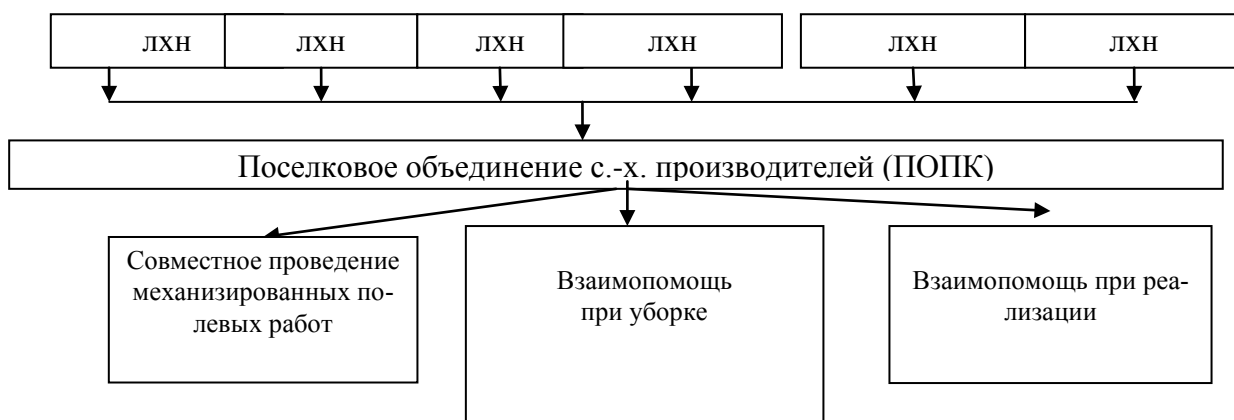 ЛХН ЛХН ЛХН ЛХН ЛХН ЛХН
Поселковое объединение с.-х. производителей (ПОПК)
Совместное проведение
механизированных по-
левых работ
Взаимопомощь
при уборке
Взаимопомощь при реа-
лизации